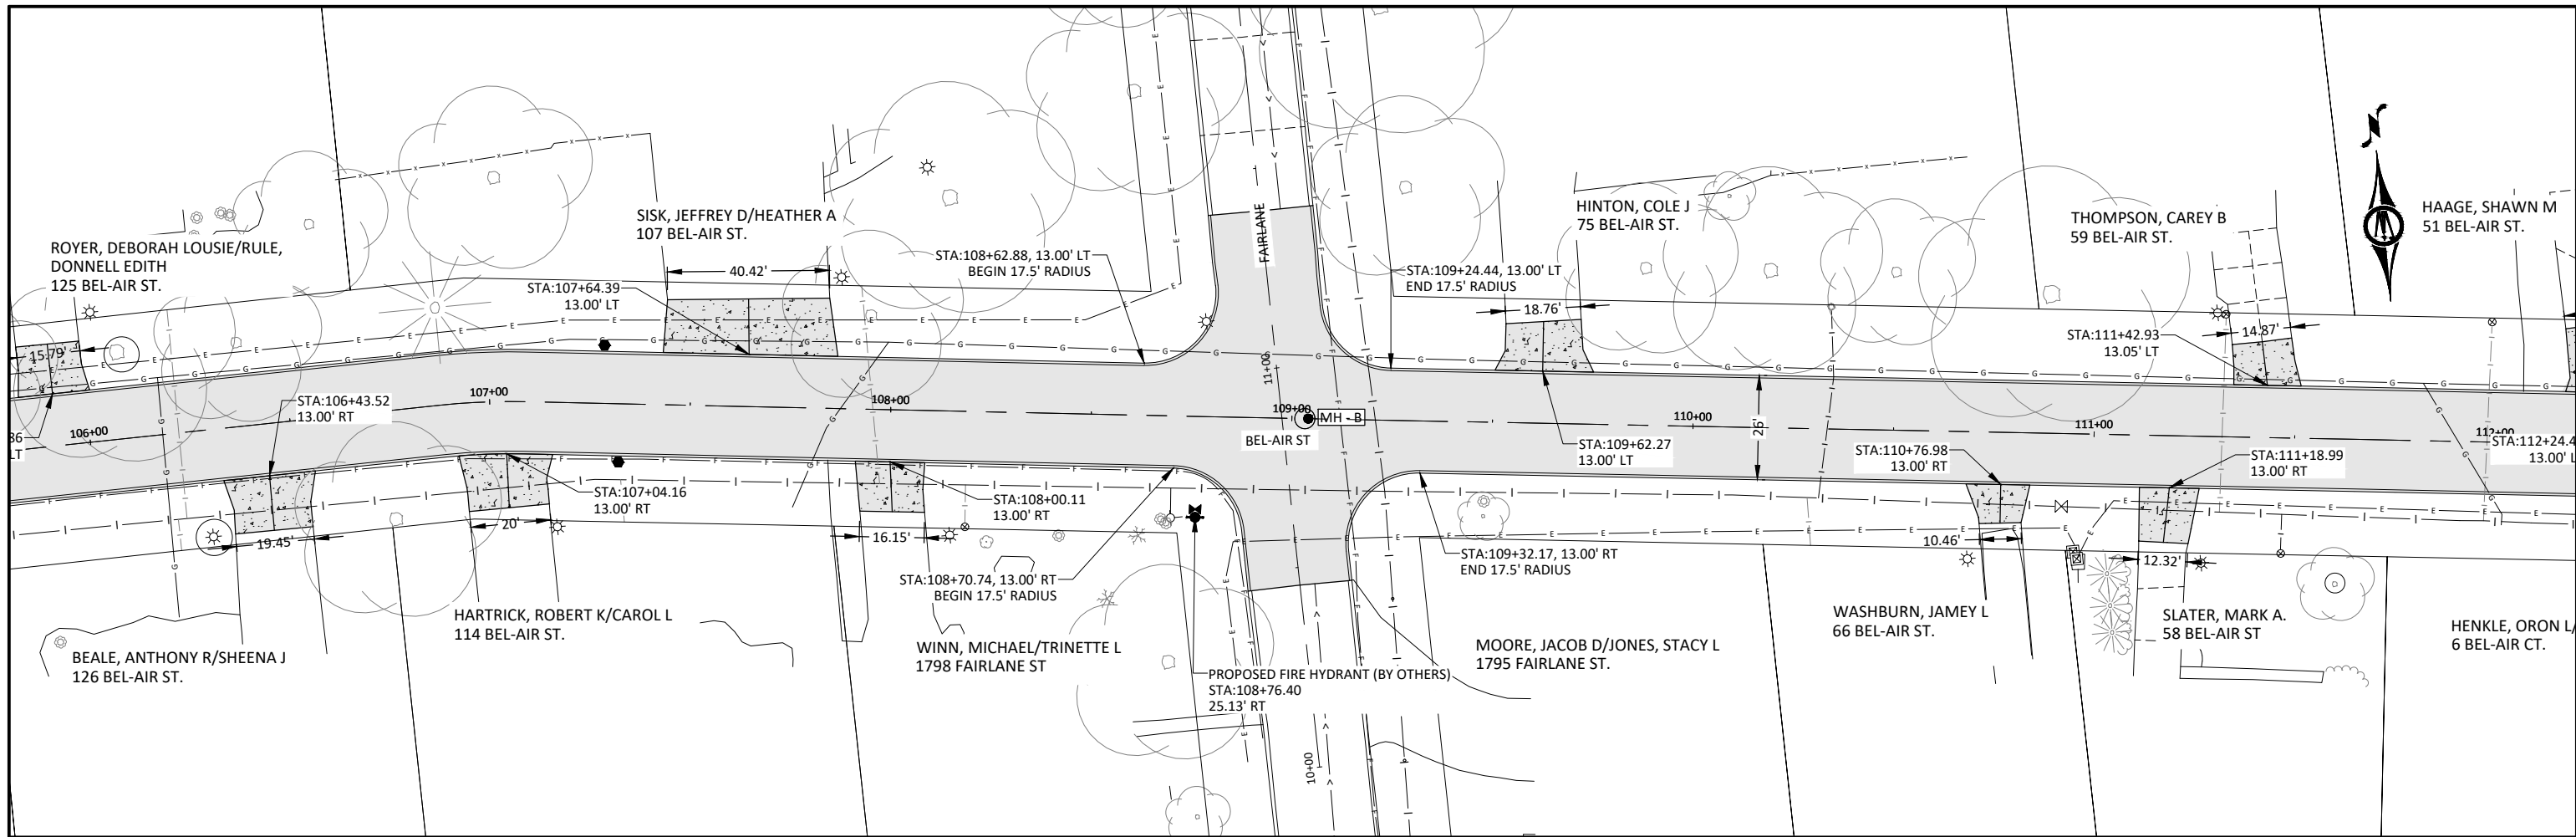 ROYER, DEBORAH LOUSIE/RULE,
DONNELL EDITH
125 BEL-AIR ST.
SISK, JEFFREY D/HEATHER A
107 BEL-AIR ST.
40.42'
STA:107+64.39
13.00' LT
STA:108+62.88, 13.00' LT
BEGIN 17.5' RADIUS
FAIRLANE
11+00
STA:109+24.44, 13.00' LT
END 17.5' RADIUS
HINTON, COLE J
75 BEL-AIR ST.
18.76'
THOMPSON, CAREY B
59 BEL-AIR ST.
STA:111+42.93
13.05' LT
14.87'
HAAGE, SHAWN M
51 BEL-AIR ST.
N
15.79'
36
LT
106+00
107+00
108+00
109+00
MH - B
BEL-AIR ST
110+00
26'
111+00
112+00
STA:112+24.4
13.00' L
STA:106+43.52
13.00' RT
STA:107+04.16
13.00' RT
STA:108+00.11
13.00' RT
STA:109+62.27
13.00' LT
STA:110+76.98
13.00' RT
STA:111+18.99
13.00' RT
19.45'
20'
16.15'
STA:108+70.74, 13.00' RT
BEGIN 17.5' RADIUS
STA:109+32.17, 13.00' RT
END 17.5' RADIUS
10.46'
12.32'
BEALE, ANTHONY R/SHEENA J
126 BEL-AIR ST.
HARTRICK, ROBERT K/CAROL L
114 BEL-AIR ST.
WINN, MICHAEL/TRINETTE L
1798 FAIRLANE ST
PROPOSED FIRE HYDRANT (BY OTHERS)
STA:108+76.40
25.13' RT
10+00
MOORE, JACOB D/JONES, STACY L
1795 FAIRLANE ST.
WASHBURN, JAMEY L
66 BEL-AIR ST.
SLATER, MARK A.
58 BEL-AIR ST
HENKLE, ORON L/
6 BEL-AIR CT.